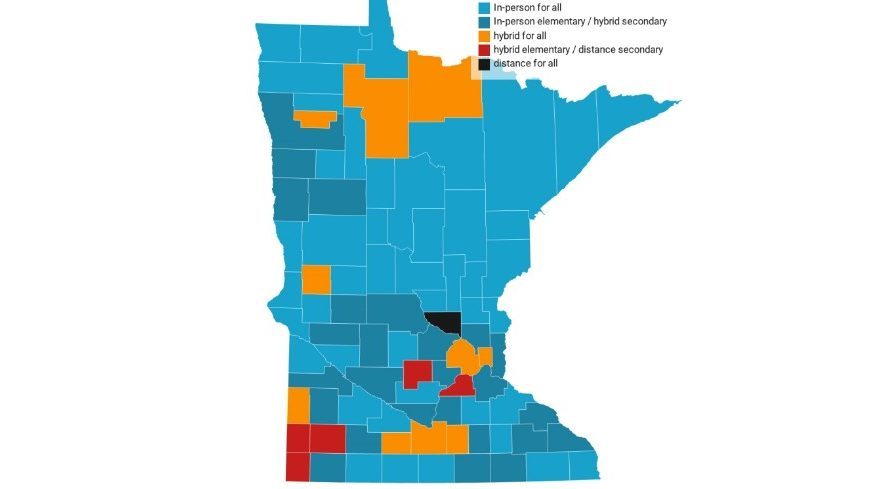 In-person for all
In-person elementary / hybrid secondary
hybrid for all
hybrid elementary / distance secondary
distance for all